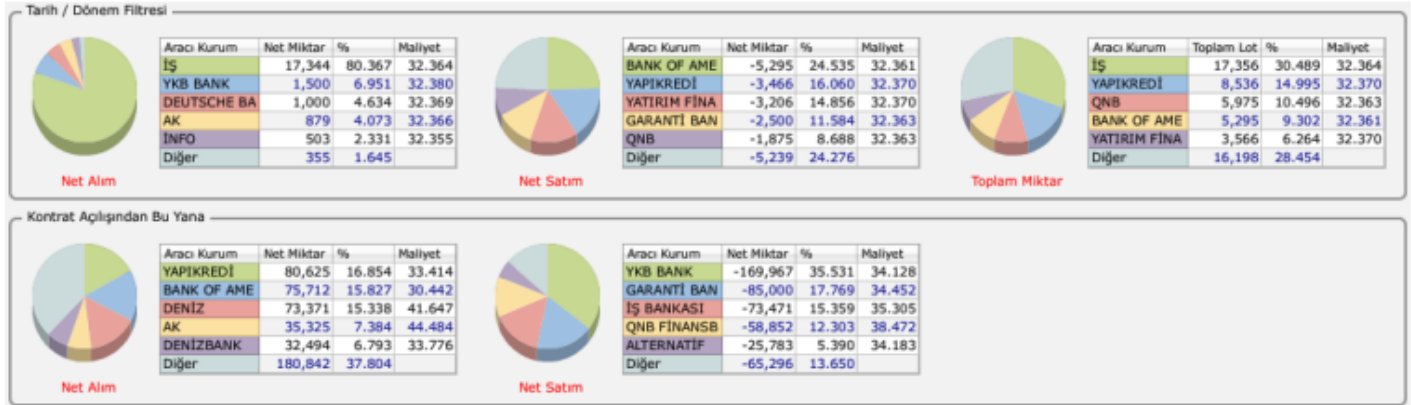 Tarih / Dönem Filtresi
Aracı Kurum Net Miktar % Maliyet
İŞ 17,344 80.367 32.364
YKB BANK 1,500 6.951 32.380
DEUTSCHE BA 1,000 4.634 32.369
AK 879 4.073 32.366
İNFO 503 2.331 32.355
Diğer 355 1.645
Net Alım
Aracı Kurum Net Miktar % Maliyet
BANK OF AME -5,295 24.535 32.361
YAPIKREDİ -3,466 16.060 32.370
YATIRIM FİNA -3,206 14.856 32.370
GARANTİ BAN -2,500 11.584 32.363
QNB -1,875 8.688 32.363
Diğer -5,239 24.276
Net Satım
Aracı Kurum Toplam Lot % Maliyet
İŞ 17,356 30.489 32.364
YAPIKREDİ 8,536 14.995 32.370
QNB 5,975 10.496 32.363
BANK OF AME 5,295 9.302 32.361
YATIRIM FİNA 3,566 6.264 32.370
Diğer 16,198 28.454
Toplam Miktar
Kontrat Açılışından Bu Yana
Aracı Kurum Net Miktar % Maliyet
YAPIKREDİ 80,625 16.854 33.414
BANK OF AME 75,712 15.827 30.442
DENİZ 73,371 15.338 41.647
AK 35,325 7.384 44.484
DENİZBANK 32,494 6.793 33.776
Diğer 180,842 37.804
Net Alım
Aracı Kurum Net Miktar % Maliyet
YKB BANK -169,967 35.531 34.128
GARANTİ BAN -85,000 17.769 34.452
İŞ BANKASI -73,471 15.359 35.305
QNB FİNANSB -58,852 12.303 38.472
ALTERNATİF -25,783 5.390 34.183
Diğer -65,296 13.650
Net Satım